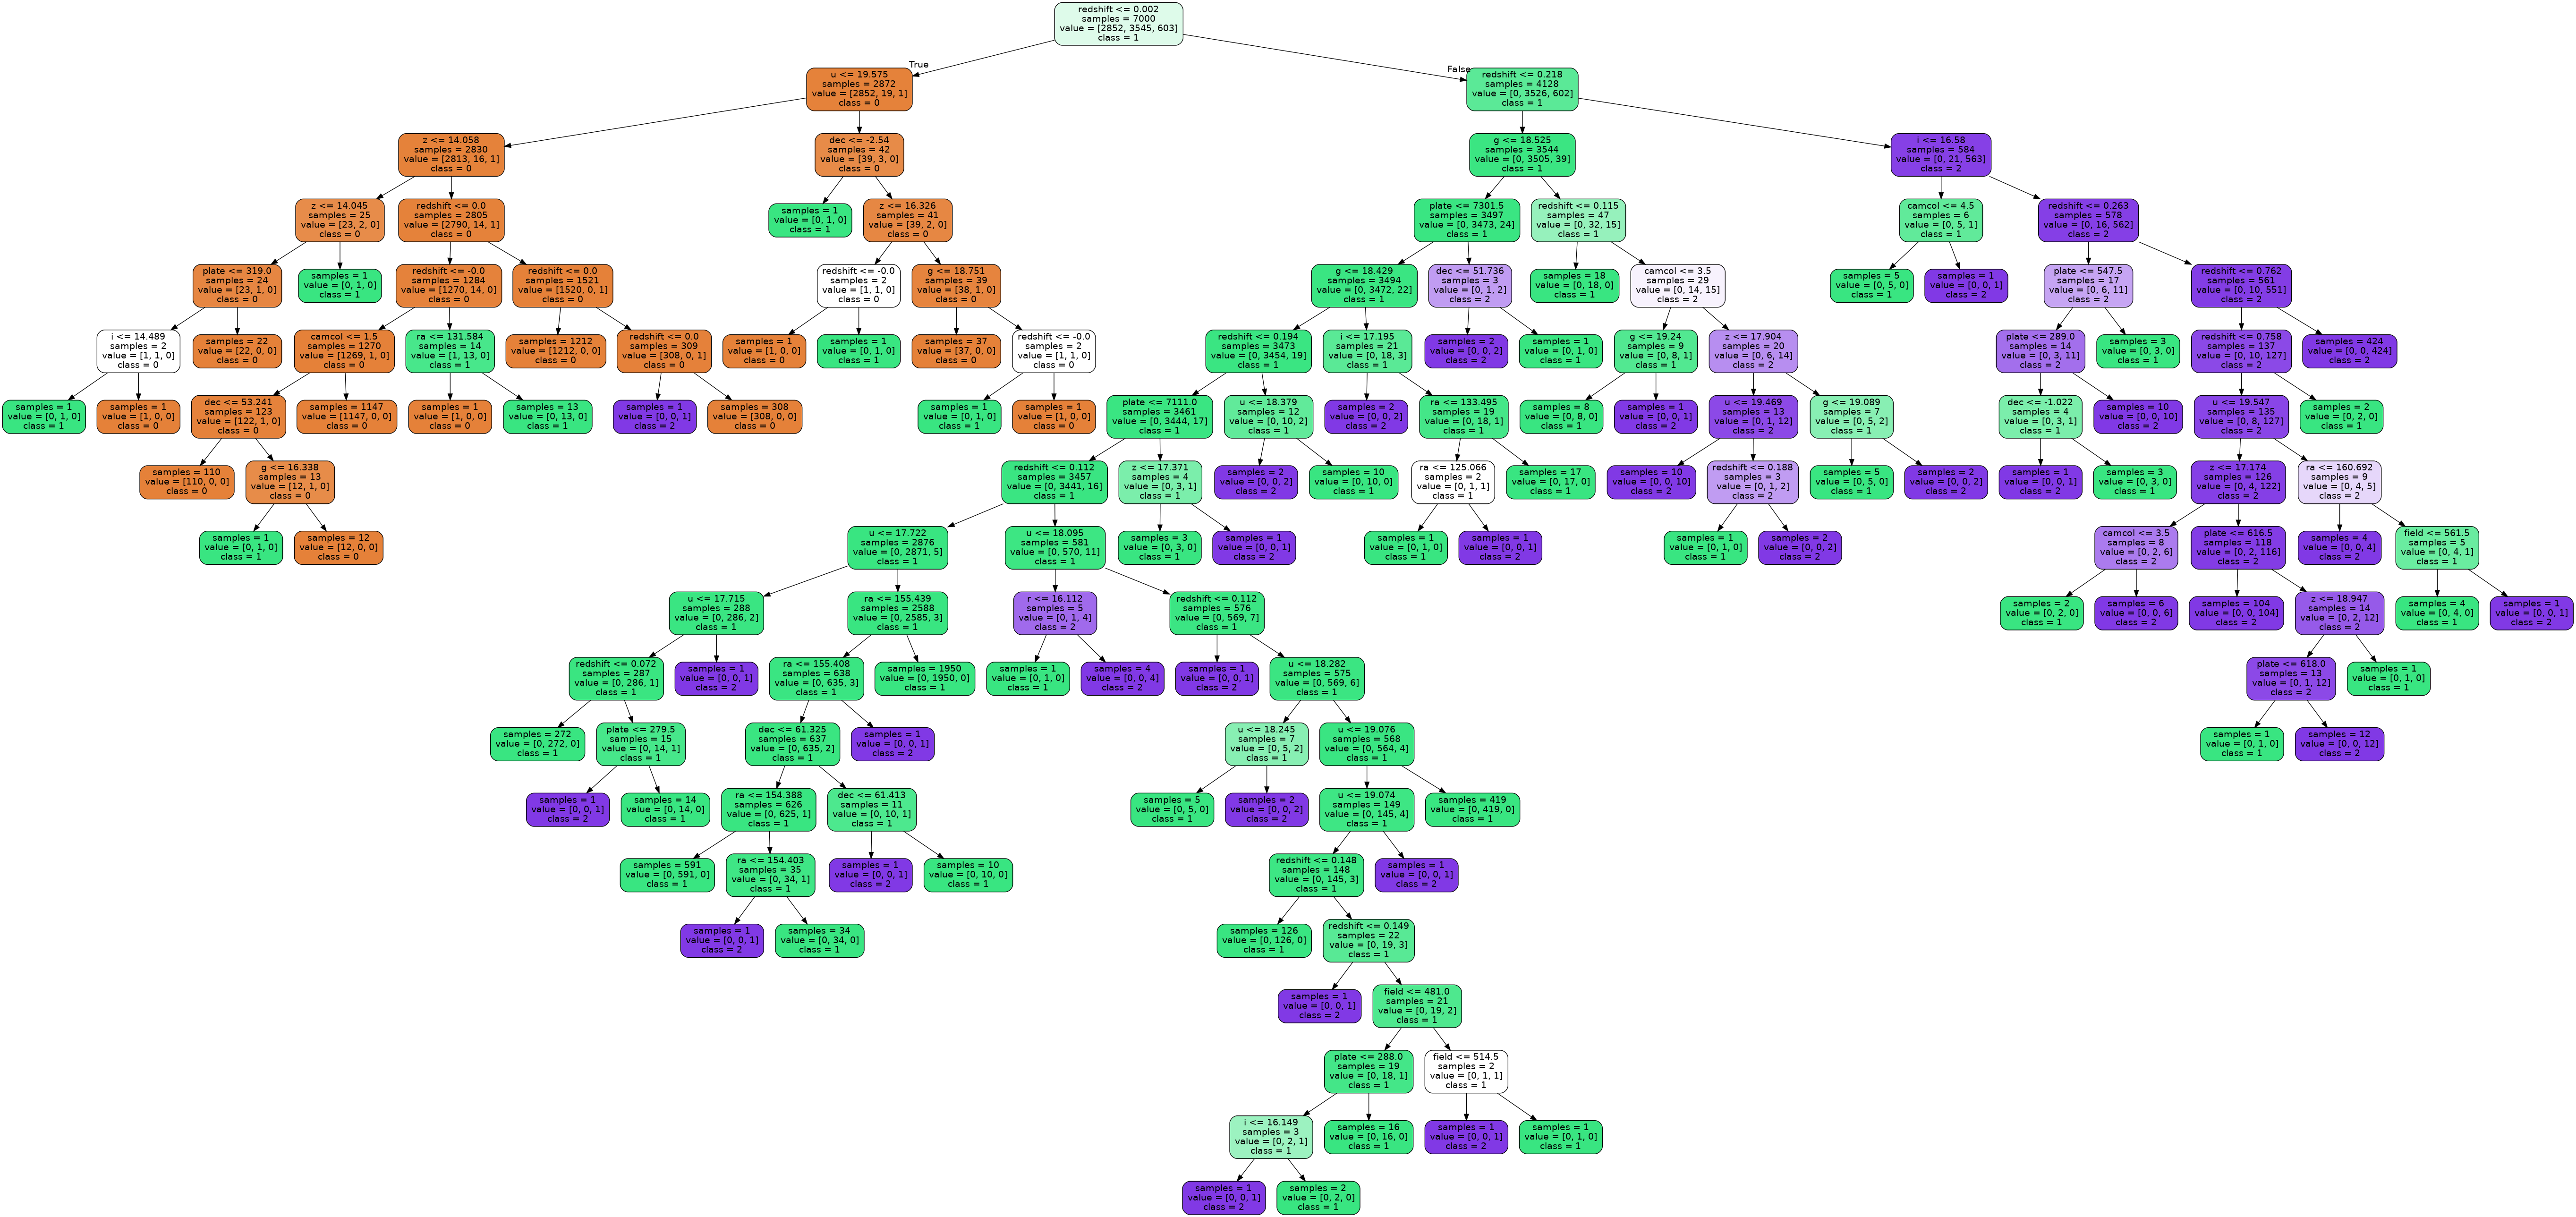 redshift <= 0.002
samples = 7000
value = [2852, 3545, 603]
class = 1
True
False
u <= 19.575
samples = 2872
value = [2852, 19, 1]
class = 0
redshift <= 0.218
samples = 4128
value = [0, 3526, 602]
class = 1
z <= 14.058
samples = 2830
value = [2813, 16, 1]
class = 0
dec <= -2.54
samples = 42
value = [39, 3, 0]
class = 0
g <= 18.525
samples = 3544
value = [0, 3505, 39]
class = 1
i <= 16.58
samples = 584
value = [0, 21, 563]
class = 2
z <= 14.045
samples = 25
value = [23, 2, 0]
class = 0
redshift <= 0.0
samples = 2805
value = [2790, 14, 1]
class = 0
samples = 1
value = [0, 1, 0]
class = 1
z <= 16.326
samples = 41
value = [39, 2, 0]
class = 0
plate <= 7301.5
samples = 3497
value = [0, 3473, 24]
class = 1
redshift <= 0.115
samples = 47
value = [0, 32, 15]
class = 1
camcol <= 4.5
samples = 6
value = [0, 5, 1]
class = 1
redshift <= 0.263
samples = 578
value = [0, 16, 562]
class = 2
plate <= 319.0
samples = 24
value = [23, 1, 0]
class = 0
samples = 1
value = [0, 1, 0]
class = 1
redshift <= -0.0
samples = 1284
value = [1270, 14, 0]
class = 0
redshift <= 0.0
samples = 1521
value = [1520, 0, 1]
class = 0
redshift <= -0.0
samples = 2
value = [1, 1, 0]
class = 0
g <= 18.751
samples = 39
value = [38, 1, 0]
class = 0
g <= 18.429
samples = 3494
value = [0, 3472, 22]
class = 1
dec <= 51.736
samples = 3
value = [0, 1, 2]
class = 2
samples = 18
value = [0, 18, 0]
class = 1
camcol <= 3.5
samples = 29
value = [0, 14, 15]
class = 2
samples = 5
value = [0, 5, 0]
class = 1
samples = 1
value = [0, 0, 1]
class = 2
plate <= 547.5
samples = 17
value = [0, 6, 11]
class = 2
redshift <= 0.762
samples = 561
value = [0, 10, 551]
class = 2
i <= 14.489
samples = 2
value = [1, 1, 0]
class = 0
samples = 22
value = [22, 0, 0]
class = 0
camcol <= 1.5
samples = 1270
value = [1269, 1, 0]
class = 0
ra <= 131.584
samples = 14
value = [1, 13, 0]
class = 1
samples = 1212
value = [1212, 0, 0]
class = 0
redshift <= 0.0
samples = 309
value = [308, 0, 1]
class = 0
samples = 1
value = [1, 0, 0]
class = 0
samples = 1
value = [0, 1, 0]
class = 1
samples = 37
value = [37, 0, 0]
class = 0
redshift <= -0.0
samples = 2
value = [1, 1, 0]
class = 0
redshift <= 0.194
samples = 3473
value = [0, 3454, 19]
class = 1
i <= 17.195
samples = 21
value = [0, 18, 3]
class = 1
samples = 2
value = [0, 0, 2]
class = 2
samples = 1
value = [0, 1, 0]
class = 1
g <= 19.24
samples = 9
value = [0, 8, 1]
class = 1
z <= 17.904
samples = 20
value = [0, 6, 14]
class = 2
plate <= 289.0
samples = 14
value = [0, 3, 11]
class = 2
samples = 3
value = [0, 3, 0]
class = 1
redshift <= 0.758
samples = 137
value = [0, 10, 127]
class = 2
samples = 424
value = [0, 0, 424]
class = 2
samples = 1
value = [0, 1, 0]
class = 1
samples = 1
value = [1, 0, 0]
class = 0
dec <= 53.241
samples = 123
value = [122, 1, 0]
class = 0
samples = 1147
value = [1147, 0, 0]
class = 0
samples = 1
value = [1, 0, 0]
class = 0
samples = 13
value = [0, 13, 0]
class = 1
samples = 1
value = [0, 0, 1]
class = 2
samples = 308
value = [308, 0, 0]
class = 0
samples = 1
value = [0, 1, 0]
class = 1
samples = 1
value = [1, 0, 0]
class = 0
plate <= 7111.0
samples = 3461
value = [0, 3444, 17]
class = 1
u <= 18.379
samples = 12
value = [0, 10, 2]
class = 1
samples = 2
value = [0, 0, 2]
class = 2
ra <= 133.495
samples = 19
value = [0, 18, 1]
class = 1
samples = 8
value = [0, 8, 0]
class = 1
samples = 1
value = [0, 0, 1]
class = 2
u <= 19.469
samples = 13
value = [0, 1, 12]
class = 2
g <= 19.089
samples = 7
value = [0, 5, 2]
class = 1
dec <= -1.022
samples = 4
value = [0, 3, 1]
class = 1
samples = 10
value = [0, 0, 10]
class = 2
u <= 19.547
samples = 135
value = [0, 8, 127]
class = 2
samples = 2
value = [0, 2, 0]
class = 1
samples = 110
value = [110, 0, 0]
class = 0
g <= 16.338
samples = 13
value = [12, 1, 0]
class = 0
redshift <= 0.112
samples = 3457
value = [0, 3441, 16]
class = 1
z <= 17.371
samples = 4
value = [0, 3, 1]
class = 1
samples = 2
value = [0, 0, 2]
class = 2
samples = 10
value = [0, 10, 0]
class = 1
ra <= 125.066
samples = 2
value = [0, 1, 1]
class = 1
samples = 17
value = [0, 17, 0]
class = 1
samples = 10
value = [0, 0, 10]
class = 2
redshift <= 0.188
samples = 3
value = [0, 1, 2]
class = 2
samples = 5
value = [0, 5, 0]
class = 1
samples = 2
value = [0, 0, 2]
class = 2
samples = 1
value = [0, 0, 1]
class = 2
samples = 3
value = [0, 3, 0]
class = 1
z <= 17.174
samples = 126
value = [0, 4, 122]
class = 2
ra <= 160.692
samples = 9
value = [0, 4, 5]
class = 2
samples = 1
value = [0, 1, 0]
class = 1
samples = 12
value = [12, 0, 0]
class = 0
u <= 17.722
samples = 2876
value = [0, 2871, 5]
class = 1
u <= 18.095
samples = 581
value = [0, 570, 11]
class = 1
samples = 3
value = [0, 3, 0]
class = 1
samples = 1
value = [0, 0, 1]
class = 2
samples = 1
value = [0, 1, 0]
class = 1
samples = 1
value = [0, 0, 1]
class = 2
samples = 1
value = [0, 1, 0]
class = 1
samples = 2
value = [0, 0, 2]
class = 2
camcol <= 3.5
samples = 8
value = [0, 2, 6]
class = 2
plate <= 616.5
samples = 118
value = [0, 2, 116]
class = 2
samples = 4
value = [0, 0, 4]
class = 2
field <= 561.5
samples = 5
value = [0, 4, 1]
class = 1
u <= 17.715
samples = 288
value = [0, 286, 2]
class = 1
ra <= 155.439
samples = 2588
value = [0, 2585, 3]
class = 1
r <= 16.112
samples = 5
value = [0, 1, 4]
class = 2
redshift <= 0.112
samples = 576
value = [0, 569, 7]
class = 1
samples = 2
value = [0, 2, 0]
class = 1
samples = 6
value = [0, 0, 6]
class = 2
samples = 104
value = [0, 0, 104]
class = 2
z <= 18.947
samples = 14
value = [0, 2, 12]
class = 2
samples = 4
value = [0, 4, 0]
class = 1
samples = 1
value = [0, 0, 1]
class = 2
redshift <= 0.072
samples = 287
value = [0, 286, 1]
class = 1
samples = 1
value = [0, 0, 1]
class = 2
ra <= 155.408
samples = 638
value = [0, 635, 3]
class = 1
samples = 1950
value = [0, 1950, 0]
class = 1
samples = 1
value = [0, 1, 0]
class = 1
samples = 4
value = [0, 0, 4]
class = 2
samples = 1
value = [0, 0, 1]
class = 2
u <= 18.282
samples = 575
value = [0, 569, 6]
class = 1
plate <= 618.0
samples = 13
value = [0, 1, 12]
class = 2
samples = 1
value = [0, 1, 0]
class = 1
samples = 272
value = [0, 272, 0]
class = 1
plate <= 279.5
samples = 15
value = [0, 14, 1]
class = 1
dec <= 61.325
samples = 637
value = [0, 635, 2]
class = 1
samples = 1
value = [0, 0, 1]
class = 2
u <= 18.245
samples = 7
value = [0, 5, 2]
class = 1
u <= 19.076
samples = 568
value = [0, 564, 4]
class = 1
samples = 1
value = [0, 1, 0]
class = 1
samples = 12
value = [0, 0, 12]
class = 2
samples = 1
value = [0, 0, 1]
class = 2
samples = 14
value = [0, 14, 0]
class = 1
ra <= 154.388
samples = 626
value = [0, 625, 1]
class = 1
dec <= 61.413
samples = 11
value = [0, 10, 1]
class = 1
samples = 5
value = [0, 5, 0]
class = 1
samples = 2
value = [0, 0, 2]
class = 2
u <= 19.074
samples = 149
value = [0, 145, 4]
class = 1
samples = 419
value = [0, 419, 0]
class = 1
samples = 591
value = [0, 591, 0]
class = 1
ra <= 154.403
samples = 35
value = [0, 34, 1]
class = 1
samples = 1
value = [0, 0, 1]
class = 2
samples = 10
value = [0, 10, 0]
class = 1
redshift <= 0.148
samples = 148
value = [0, 145, 3]
class = 1
samples = 1
value = [0, 0, 1]
class = 2
samples = 1
value = [0, 0, 1]
class = 2
samples = 34
value = [0, 34, 0]
class = 1
samples = 126
value = [0, 126, 0]
class = 1
redshift <= 0.149
samples = 22
value = [0, 19, 3]
class = 1
samples = 1
value = [0, 0, 1]
class = 2
field <= 481.0
samples = 21
value = [0, 19, 2]
class = 1
plate <= 288.0
samples = 19
value = [0, 18, 1]
class = 1
field <= 514.5
samples = 2
value = [0, 1, 1]
class = 1
i <= 16.149
samples = 3
value = [0, 2, 1]
class = 1
samples = 16
value = [0, 16, 0]
class = 1
samples = 1
value = [0, 0, 1]
class = 2
samples = 1
value = [0, 1, 0]
class = 1
samples = 1
value = [0, 0, 1]
class = 2
samples = 2
value = [0, 2, 0]
class = 1